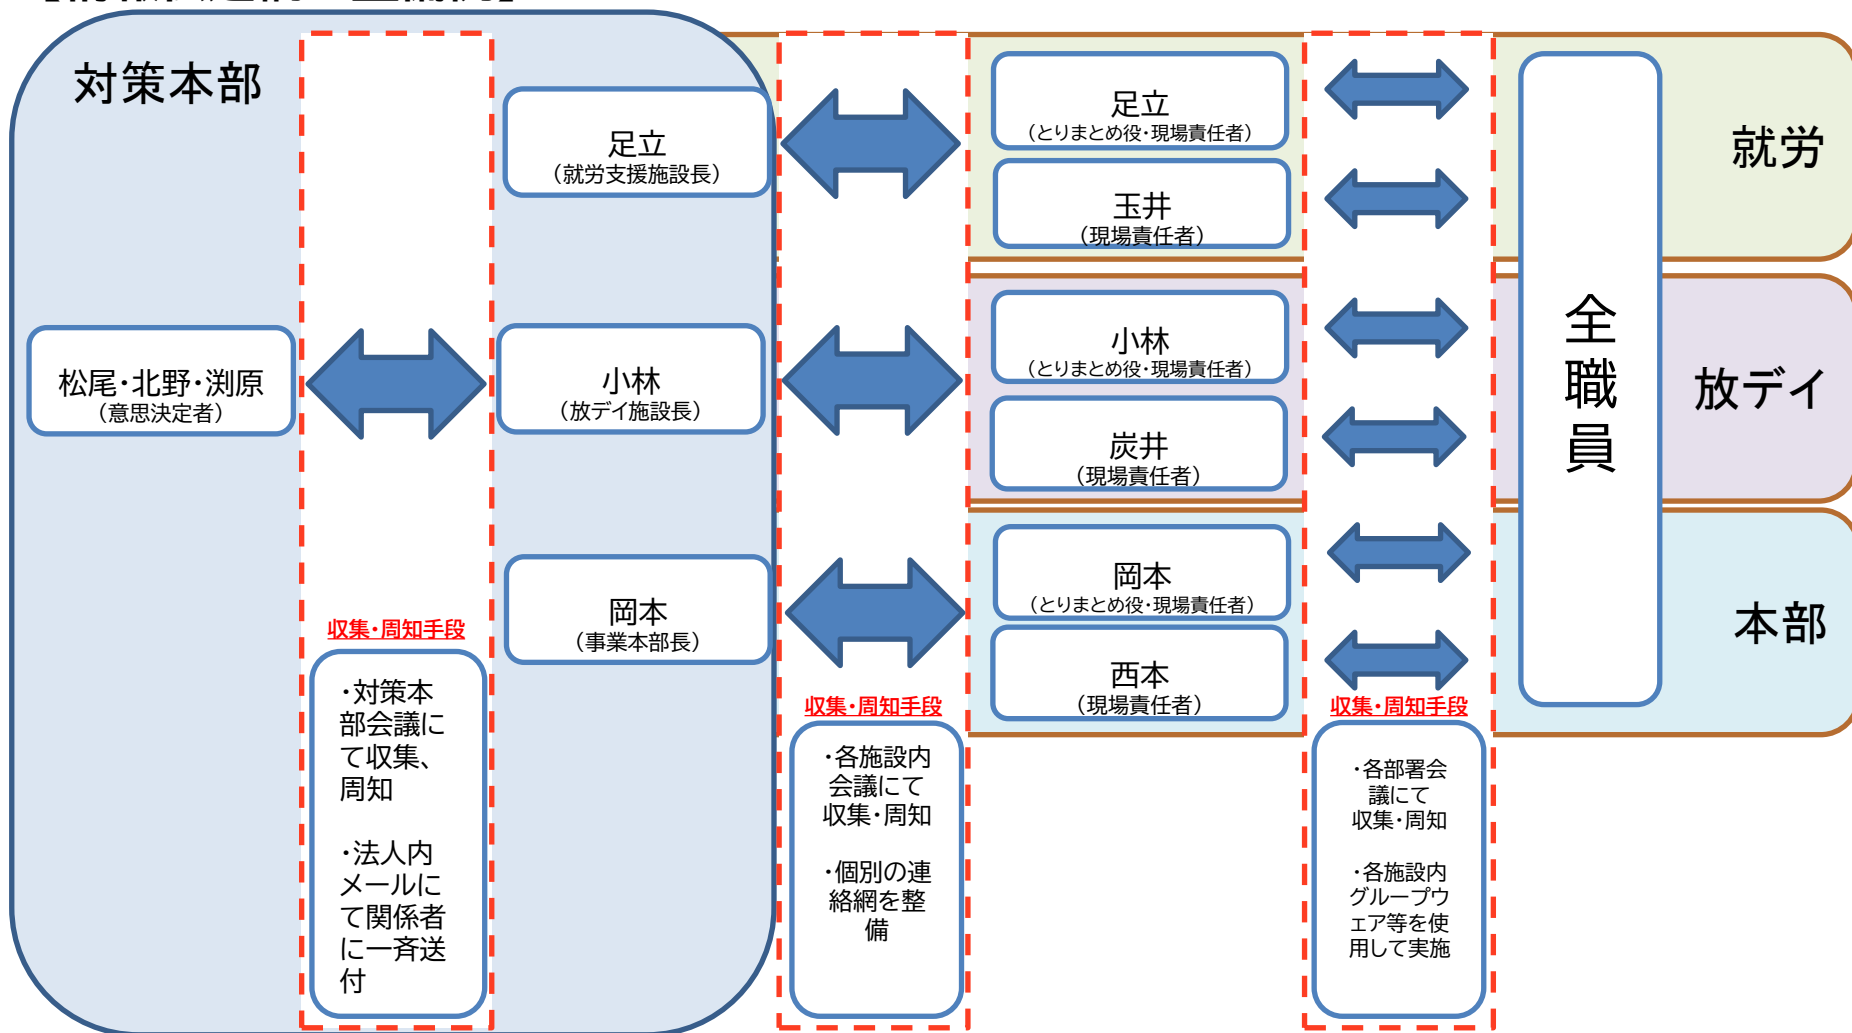 対策本部
松尾・北野・渕原
（意思決定者）
収集・周知手段
・対策本
部会議に
て収集、
周知
・法人内
メールに
て関係者
に一斉送
付
足立
（就労支援施設長）
小林
（放デイ施設長）
岡本
（事業本部長）
収集・周知手段
・各施設内
会議にて
収集・周知
・個別の連
絡網を整
備
足立
（とりまとめ役・現場責任者）
玉井
（現場責任者）
小林
（とりまとめ役・現場責任者）
炭井
（現場責任者）
岡本
（とりまとめ役・現場責任者）
西本
（現場責任者）
収集・周知手段
・各部署会
議にて
収集・周知
・各施設内
グループウ
ェア等を使
用して実施
全職員
就労
放デイ
本部